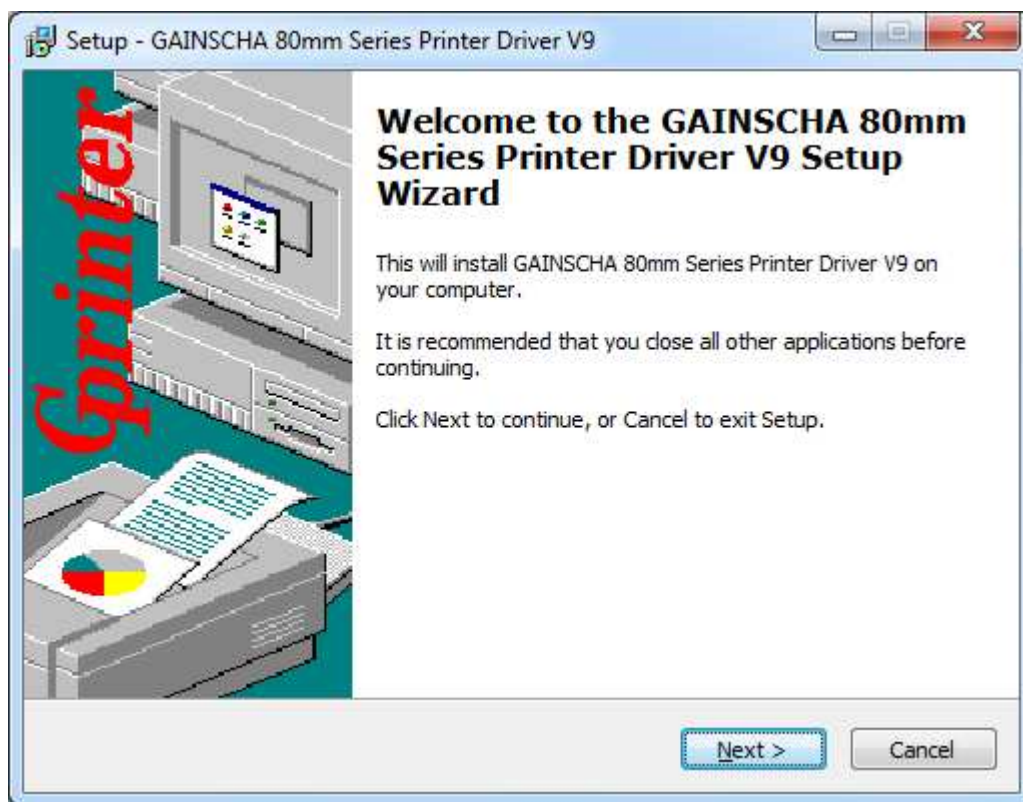 Setup - GAINSCHA 80mm Series Printer Driver V9
Gprinter
Welcome to the GAINSCHA 80mm
Series Printer Driver V9 Setup
Wizard
This will install GAINSCHA 80mm Series Printer Driver V9 on
your computer.
It is recommended that you close all other applications before
continuing.
Click Next to continue, or Cancel to exit Setup.
Next >
Cancel